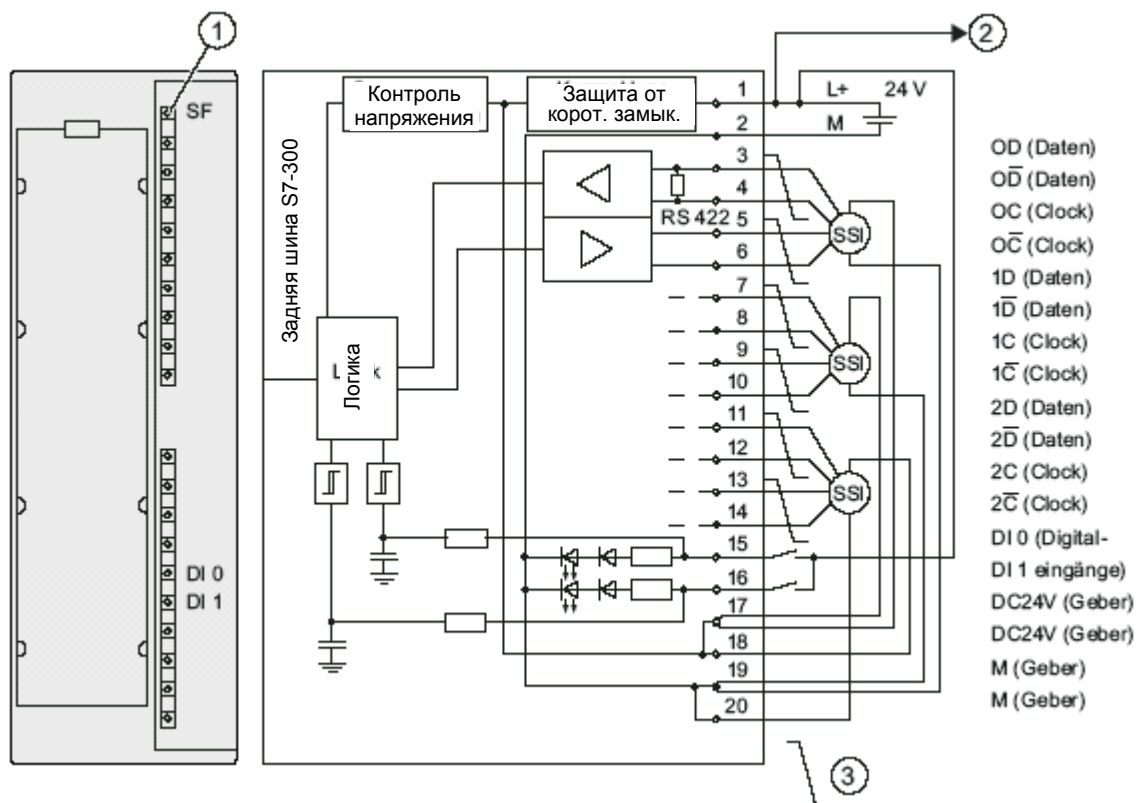 1
2
SF
DI 0
DI 1
Задняя шина S7-300
Контроль
напряжения
Защита от
корот. замык.
Логика
RS 422
1
2
3
4
5
6
7
8
9
10
11
12
13
14
15
16
17
18
19
20
L+
24 V
M
SSI
SSI
SSI
OD (Daten)
OD̅ (Daten)
OC (Clock)
OC̅ (Clock)
1D (Daten)
1D̅ (Daten)
1C (Clock)
1C̅ (Clock)
2D (Daten)
2D̅ (Daten)
2C (Clock)
2C̅ (Clock)
DI 0 (Digital-
DI 1 eingänge)
DC24V (Geber)
DC24V (Geber)
M (Geber)
M (Geber)
3